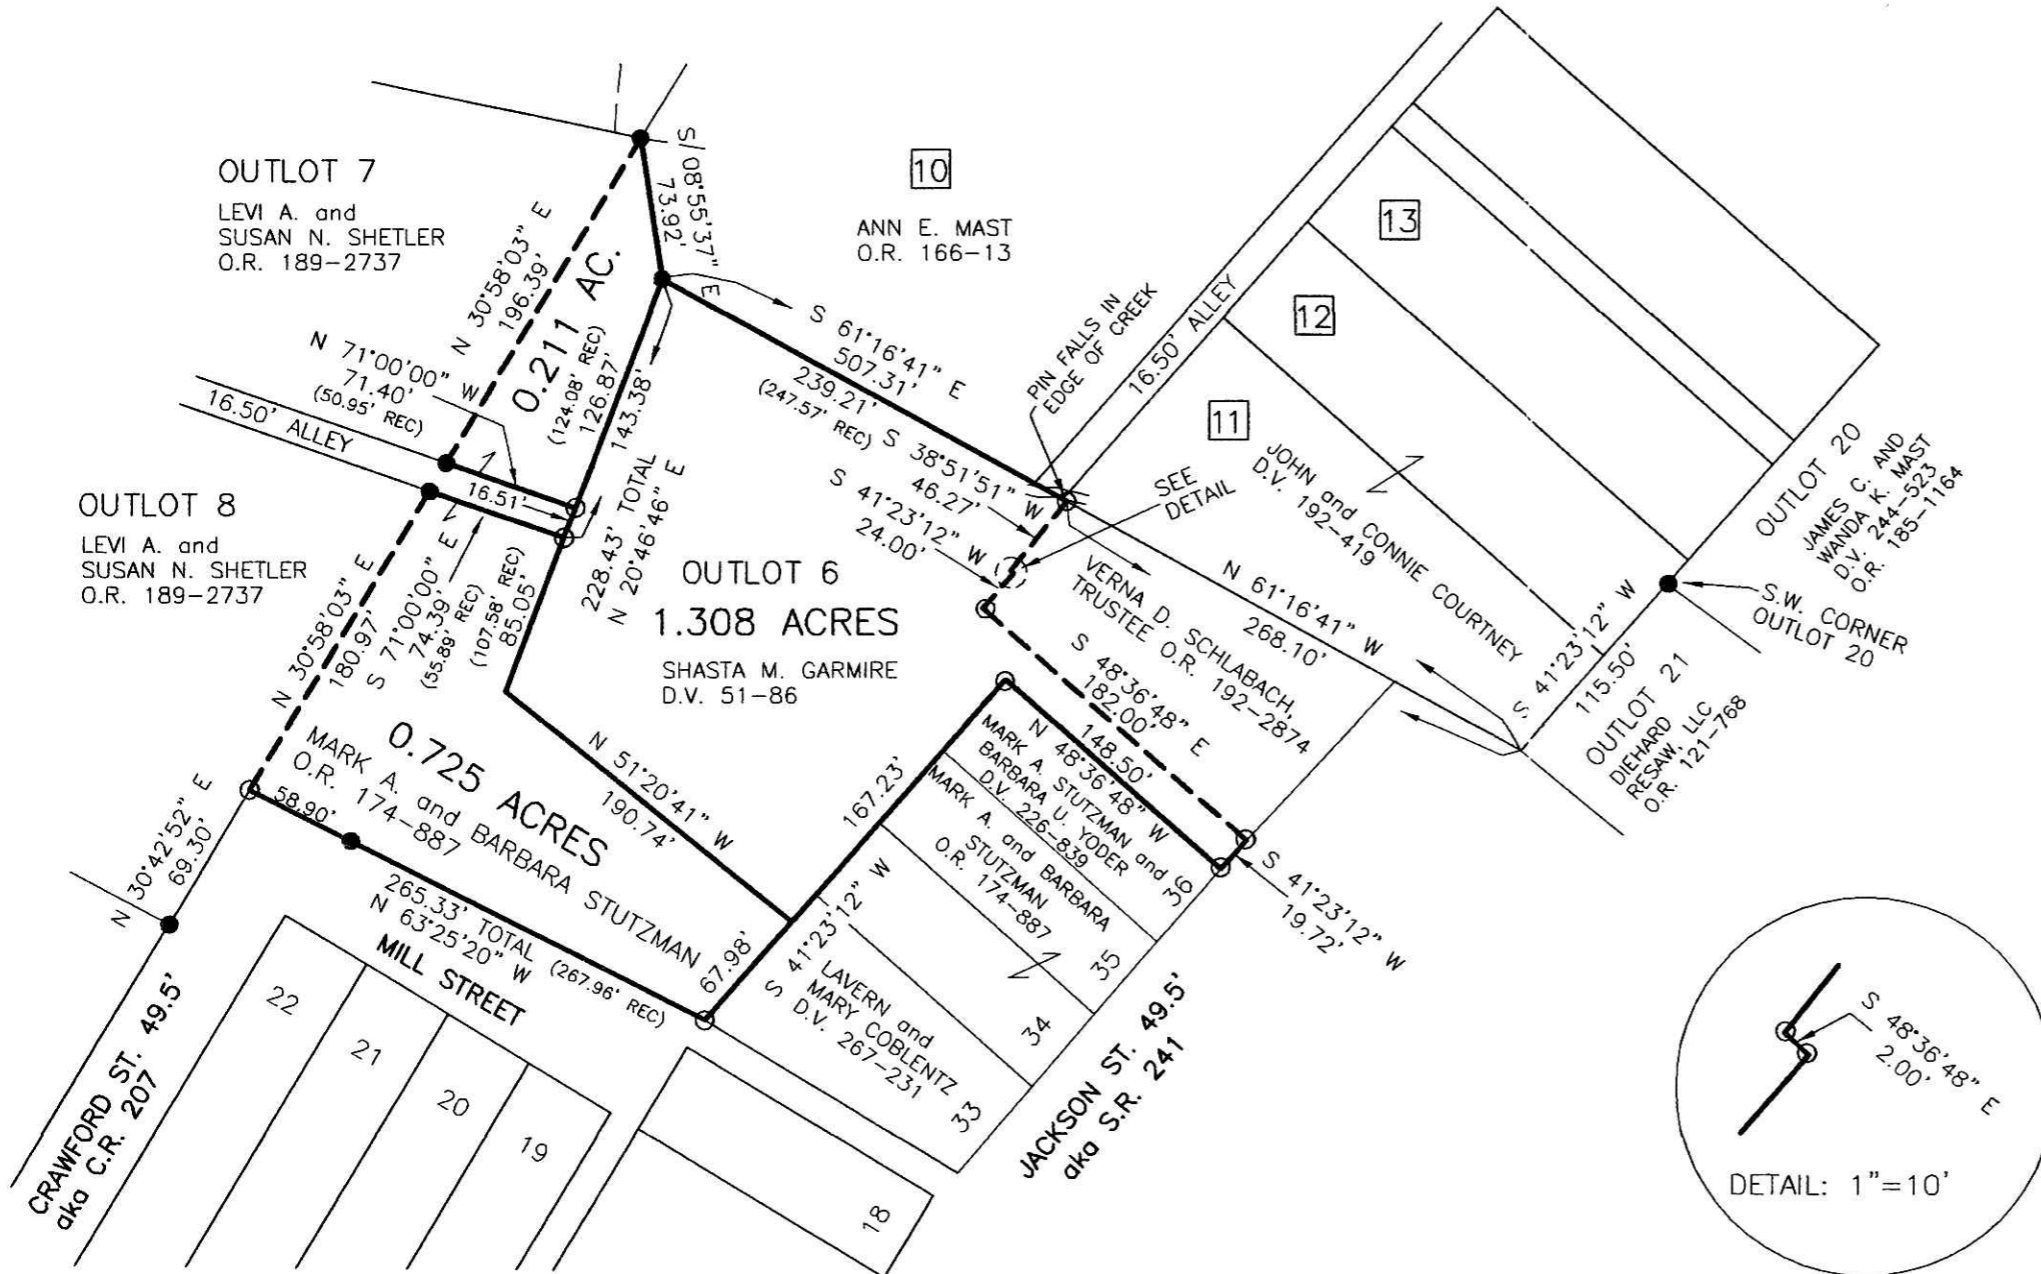 OUTLOT 7
LEVI A. and
SUSAN N. SHETLER
O.R. 189-2737
N 30°58'03" E
196.39'
0.211 AC.
(124.08' REC)
126.87'
143.38'
S 08°55'37" E
73.92'
10
ANN E. MAST
O.R. 166-13
N 71°00'00" W
71.40'
(50.95' REC)
16.50' ALLEY
16.51'
S 61°16'41" E
507.31'
239.21'
(247.57' REC)
PIN FALLS IN
EDGE OF CREEK
16.50' ALLEY
13
12
11
OUTLOT 8
LEVI A. and
SUSAN N. SHETLER
O.R. 189-2737
N 30°58'03" E
180.97'
S 71°00'00" E
74.39'
(55.89' REC)
(107.58' REC)
85.05'
228.43' TOTAL
N 20°46'46" E
OUTLOT 6
1.308 ACRES
SHASTA M. GARMIRE
D.V. 51-86
S 38°51'51" W
46.27'
S 41°23'12" W
24.00'
SEE
DETAIL
JOHN and CONNIE COURTNEY
D.V. 192-419
VERNA D. SCHLABACH,
TRUSTEE O.R. 192-2874
N 61°16'41" W
268.10'
S 41°23'12" W
115.50'
OUTLOT 20
JAMES C. AND
WANDA K. MAST
D.V. 244-523
O.R. 185-1164
S.W. CORNER
OUTLOT 20
OUTLOT 21
DIEHARD
RESAW, LLC
O.R. 121-768
S 48°36'48" E
182.00'
N 48°36'48" W
148.50'
MARK A. STUTZMAN and
BARBARA U. YODER
D.V. 226-839
36
MARK A. and BARBARA
STUTZMAN
O.R. 174-887
35
34
S 41°23'12" W
19.72'
167.23'
N 51°20'41" W
190.74'
0.725 ACRES
MARK A. and BARBARA STUTZMAN
O.R. 174-887
58.90'
265.33' TOTAL
N 63°25'20" W
(267.96' REC)
67.98'
S 41°23'12" W
LAVERN and
MARY COBLENTZ
D.V. 267-231
33
N 30°42'52" E
69.30'
MILL STREET
22
21
20
19
18
CRAWFORD ST. 49.5'
aka C.R. 207
JACKSON ST. 49.5'
aka S.R. 241
S 48°36'48" E
2.00'
DETAIL: 1"=10'